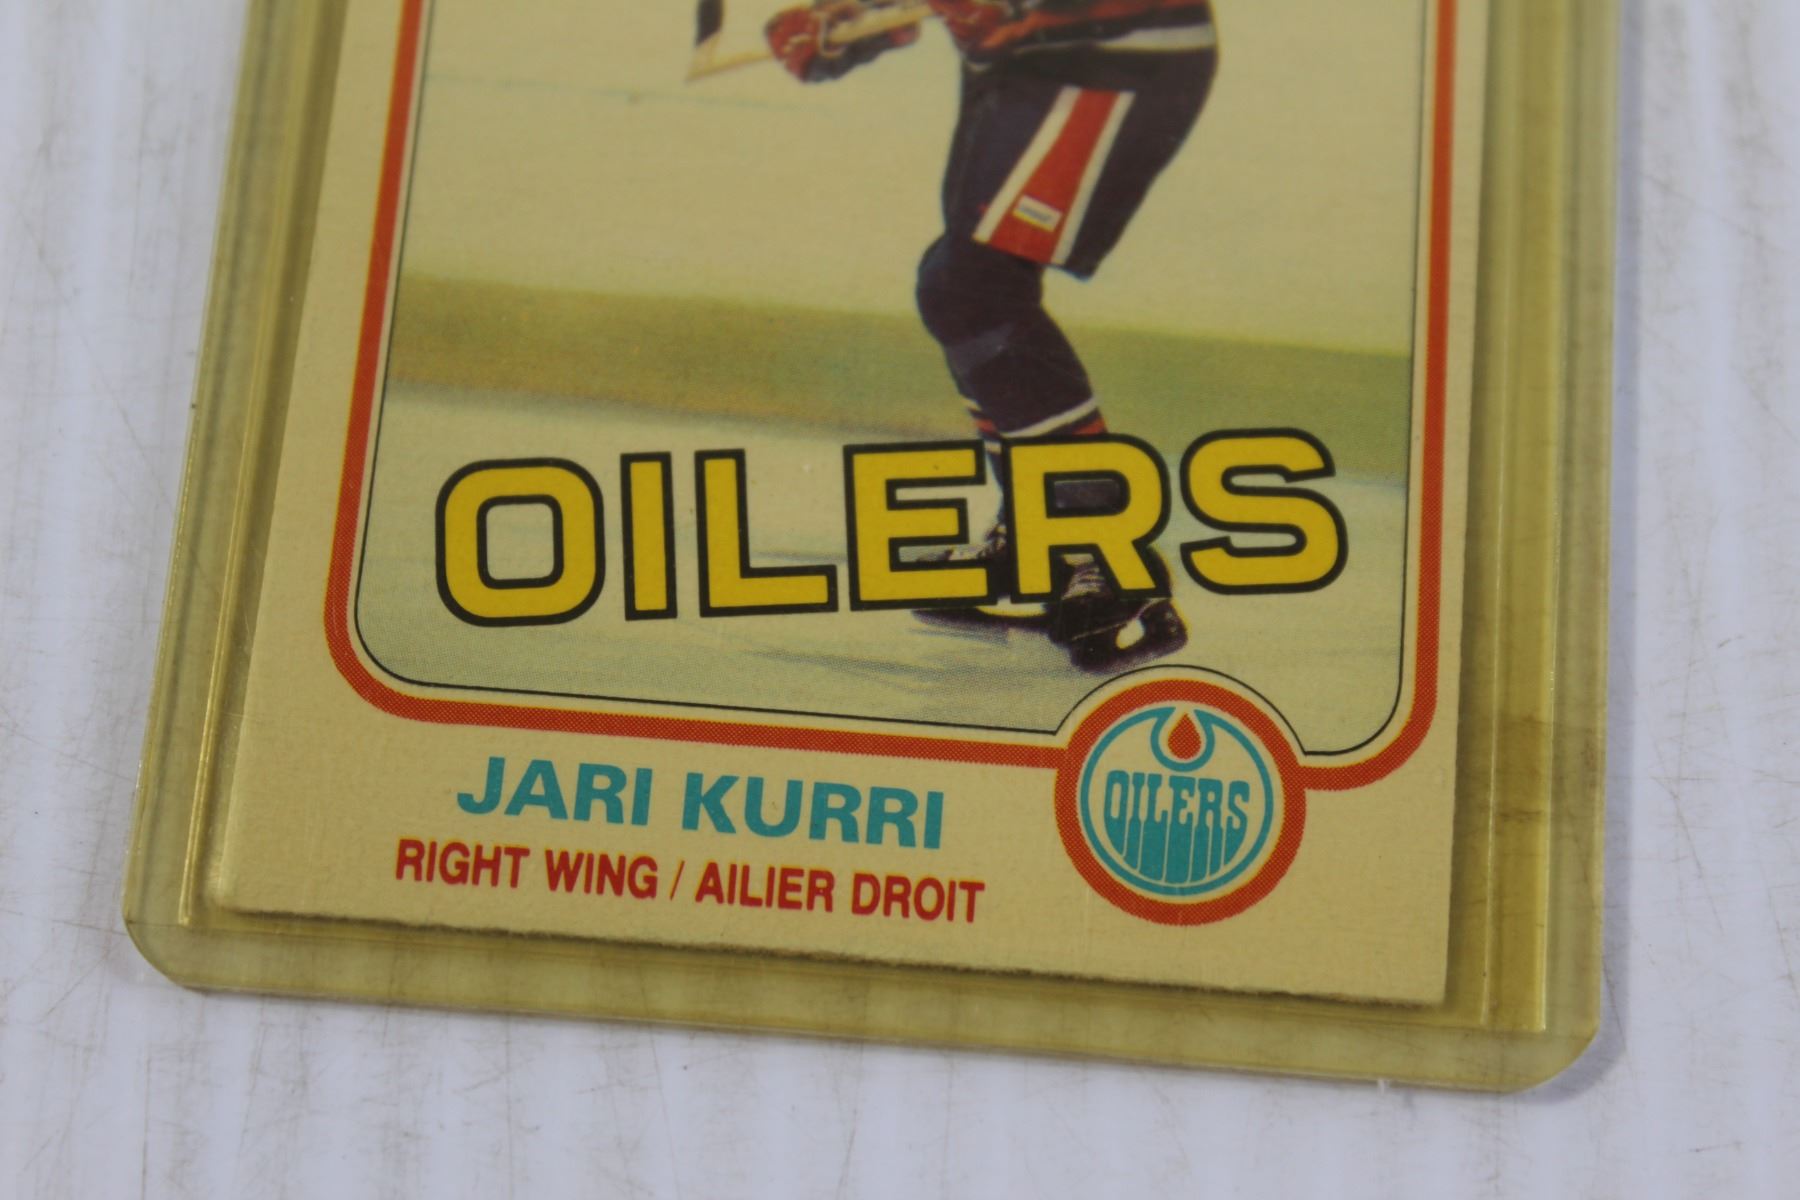 OILERS
JARI KURRI
RIGHT WING / AILIER DROIT
OILERS